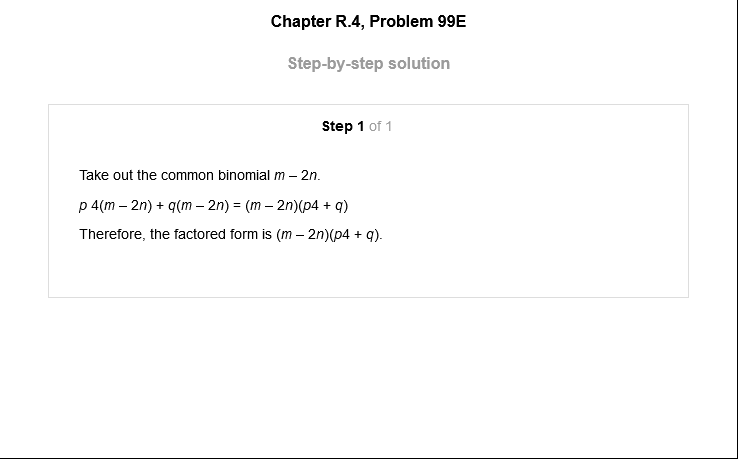 Chapter R.4, Problem 99E
Step-by-step solution
Step 1 of 1
Take out the common binomial m – 2n.
p 4(m – 2n) + q(m – 2n) = (m – 2n)(p4 + q)
Therefore, the factored form is (m – 2n)(p4 + q).